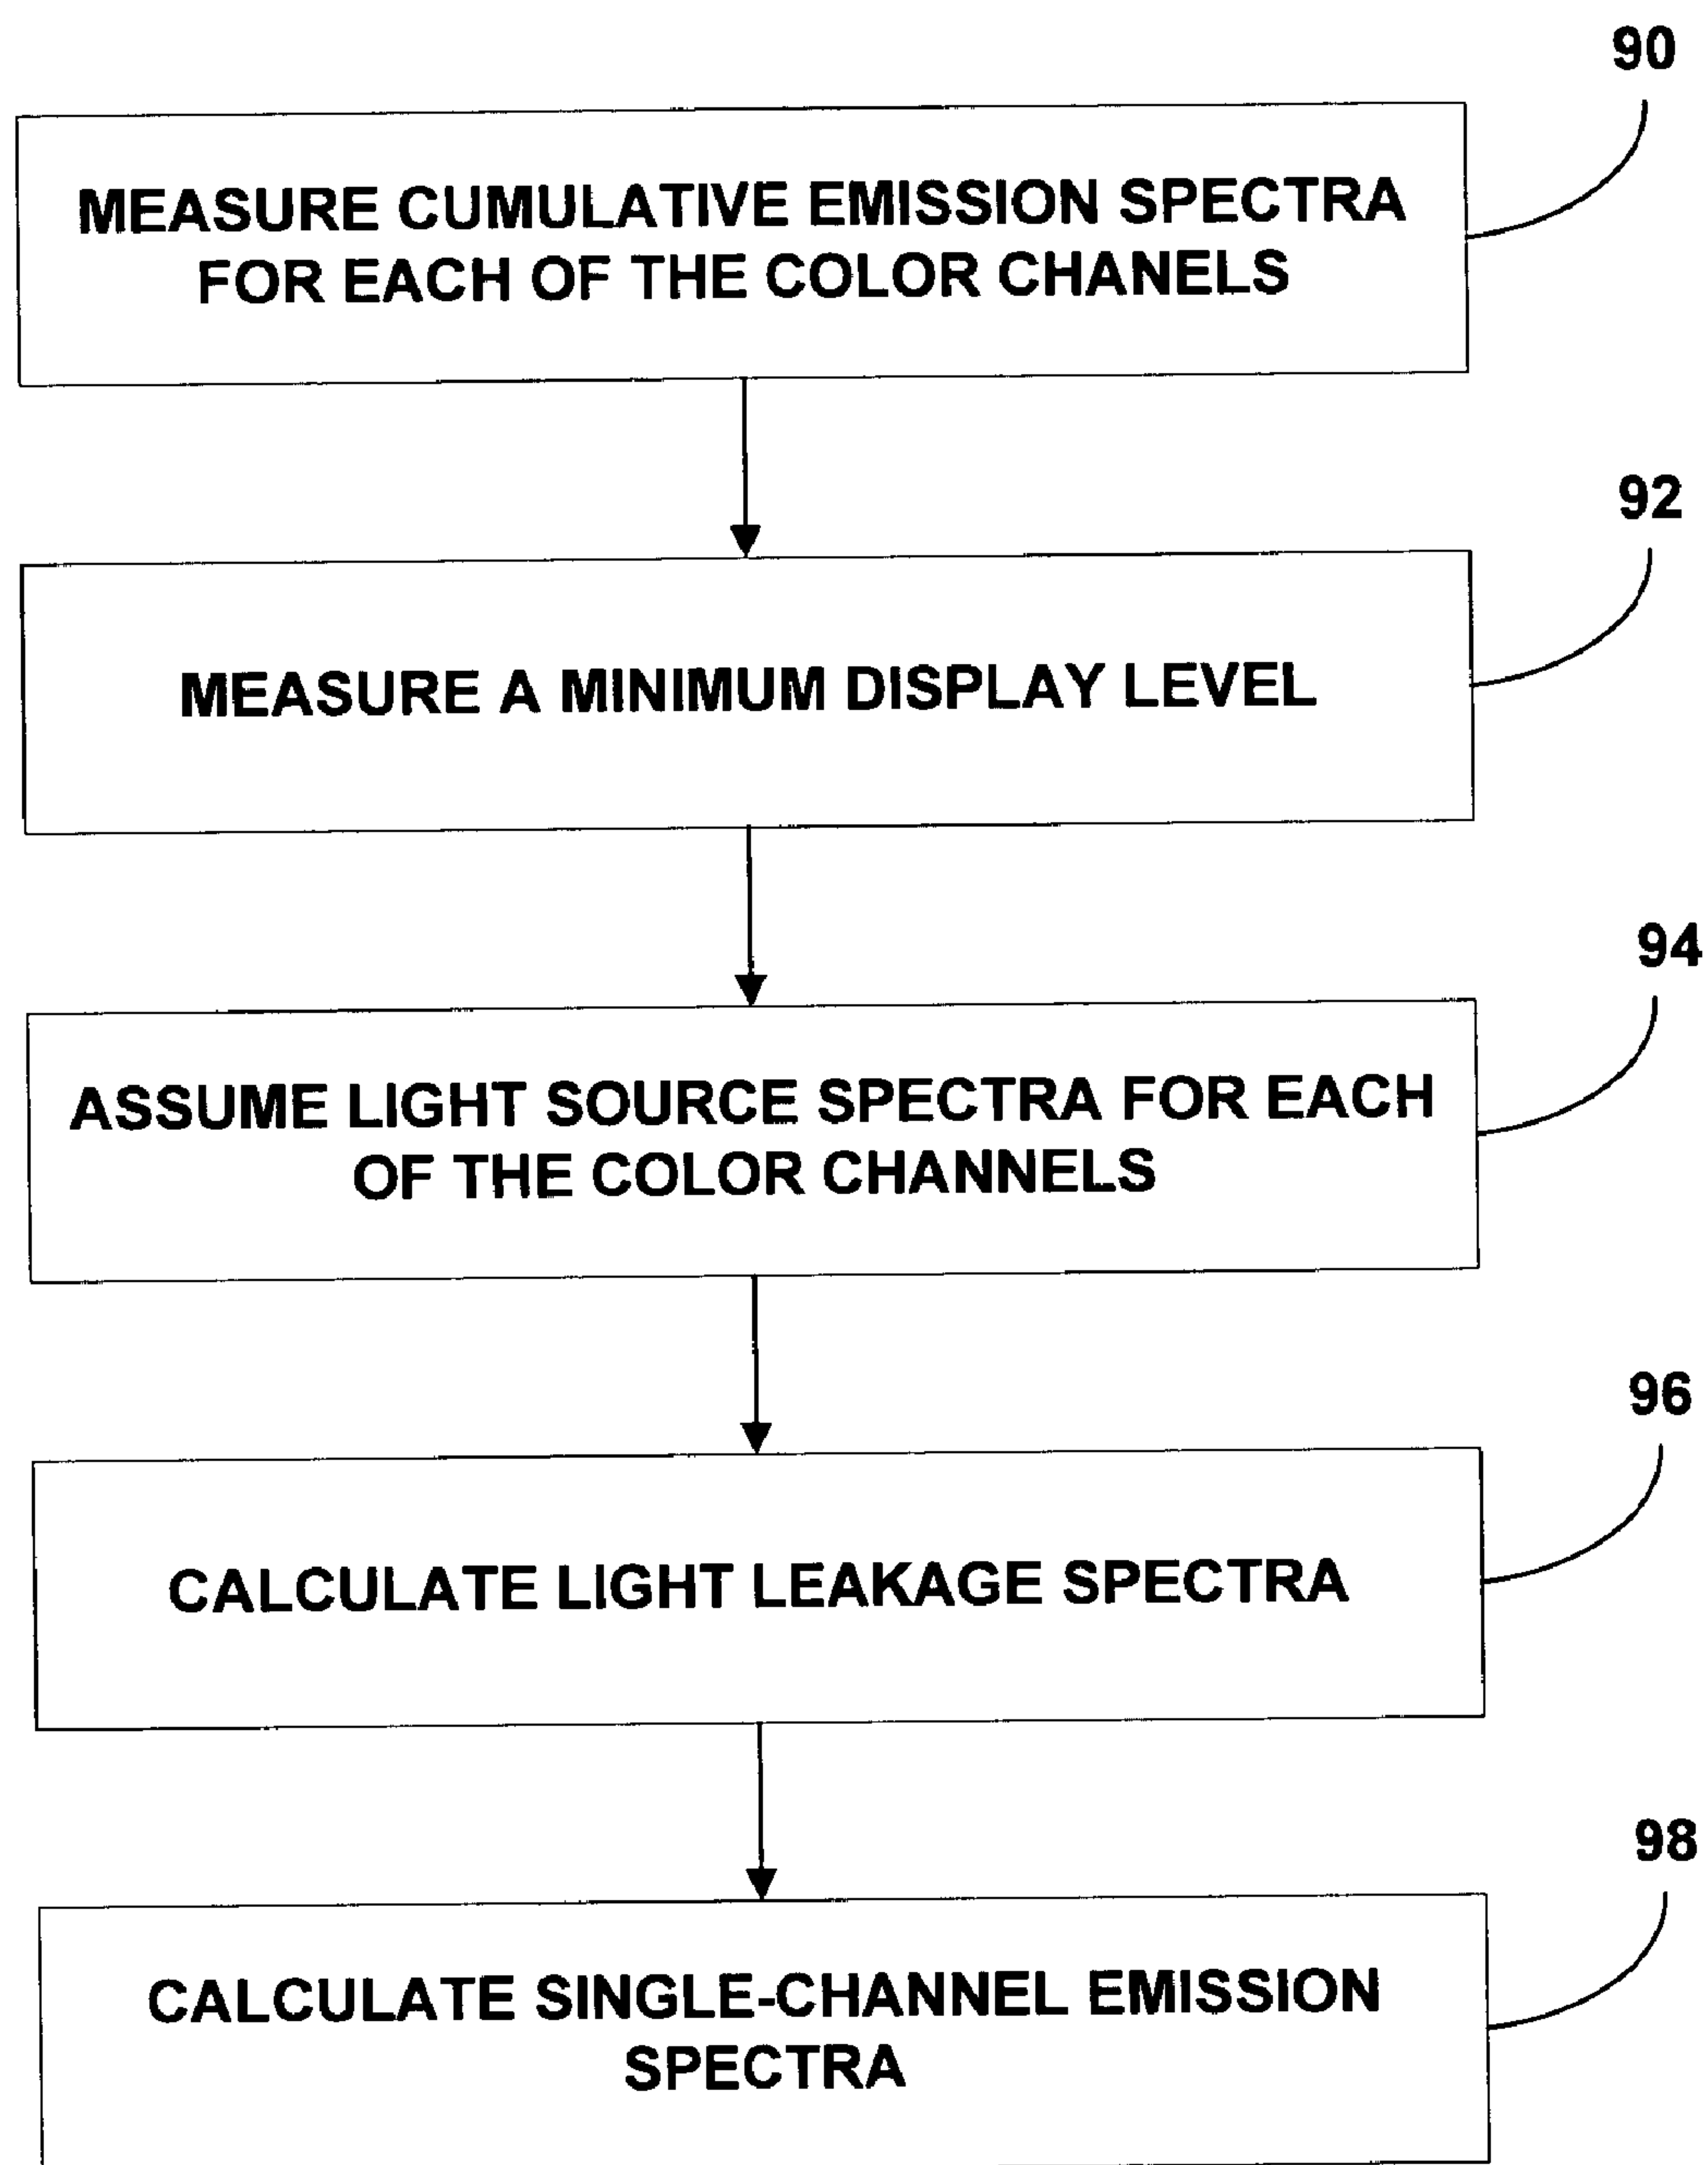 90
MEASURE CUMULATIVE EMISSION SPECTRA
FOR EACH OF THE COLOR CHANELS
92
MEASURE A MINIMUM DISPLAY LEVEL
94
ASSUME LIGHT SOURCE SPECTRA FOR EACH
OF THE COLOR CHANNELS
96
CALCULATE LIGHT LEAKAGE SPECTRA
98
CALCULATE SINGLE-CHANNEL EMISSION
SPECTRA